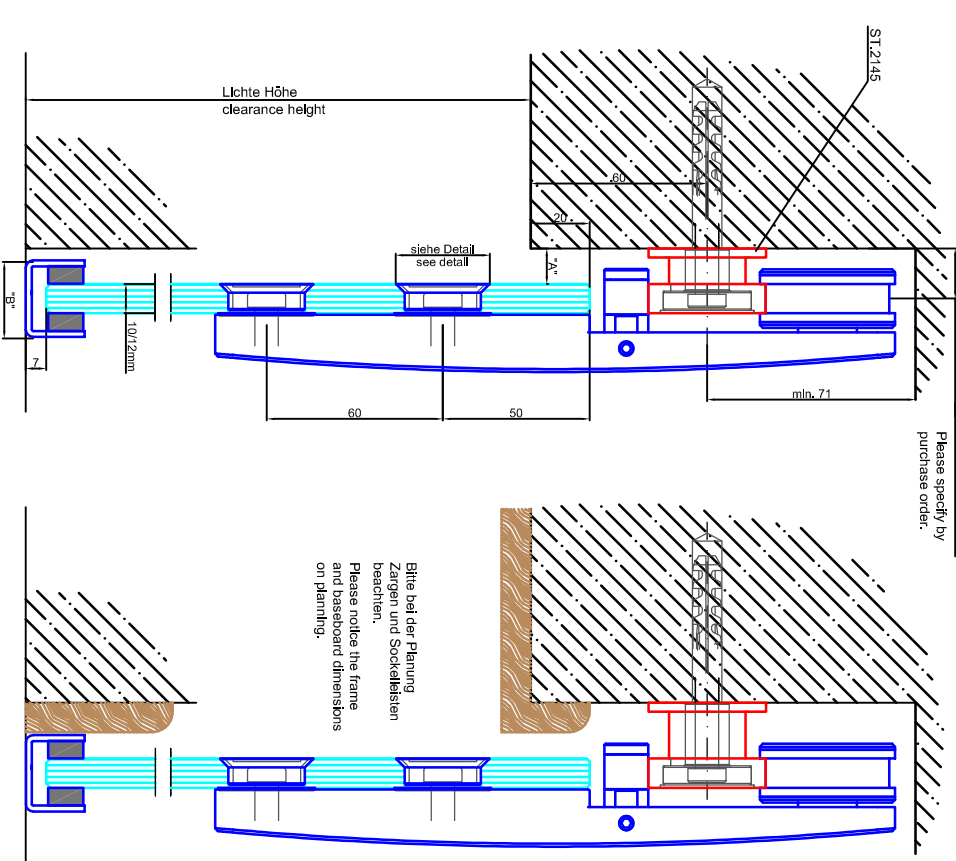 ST.2145
Lichte Höhe
clearance height
60
20
siehe Detail
see detail
"A"
"B"
10/12mm
7
60
50
min. 71
Please specify by
purchase order.
Bitte bei der Planung
Zargen und Sockelleisten
beachten.
Please notice the frame
and baseboard dimensions
on planning.